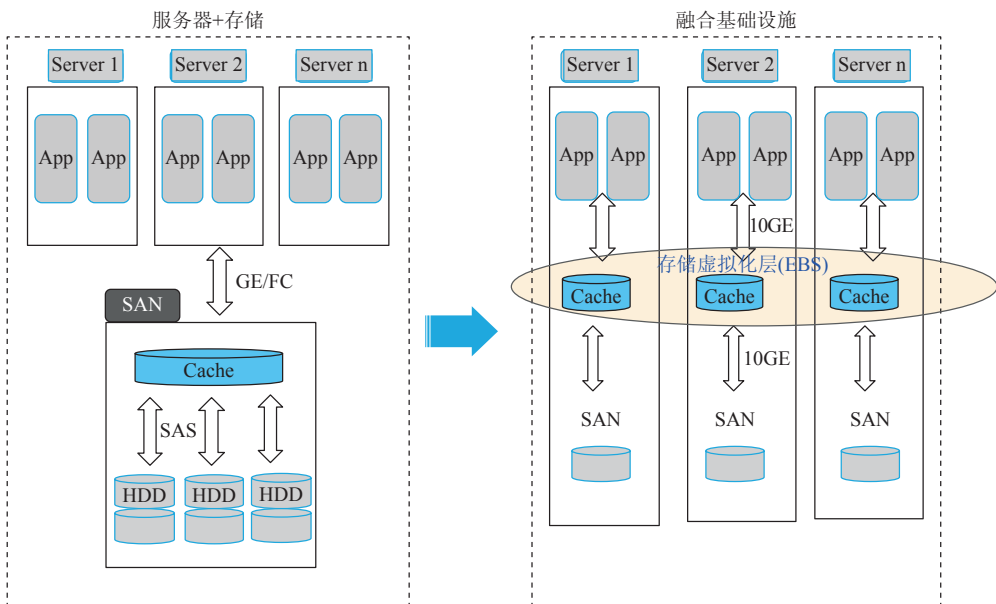 服务器+存储
Server 1
Server 2
Server n
App
App
App
App
App
App
GE/FC
SAN
Cache
SAS
HDD
HDD
HDD
融合基础设施
Server 1
Server 2
Server n
App
App
App
App
App
App
10GE
存储虚拟化层(EBS)
Cache
Cache
Cache
10GE
SAN
SAN
SAN